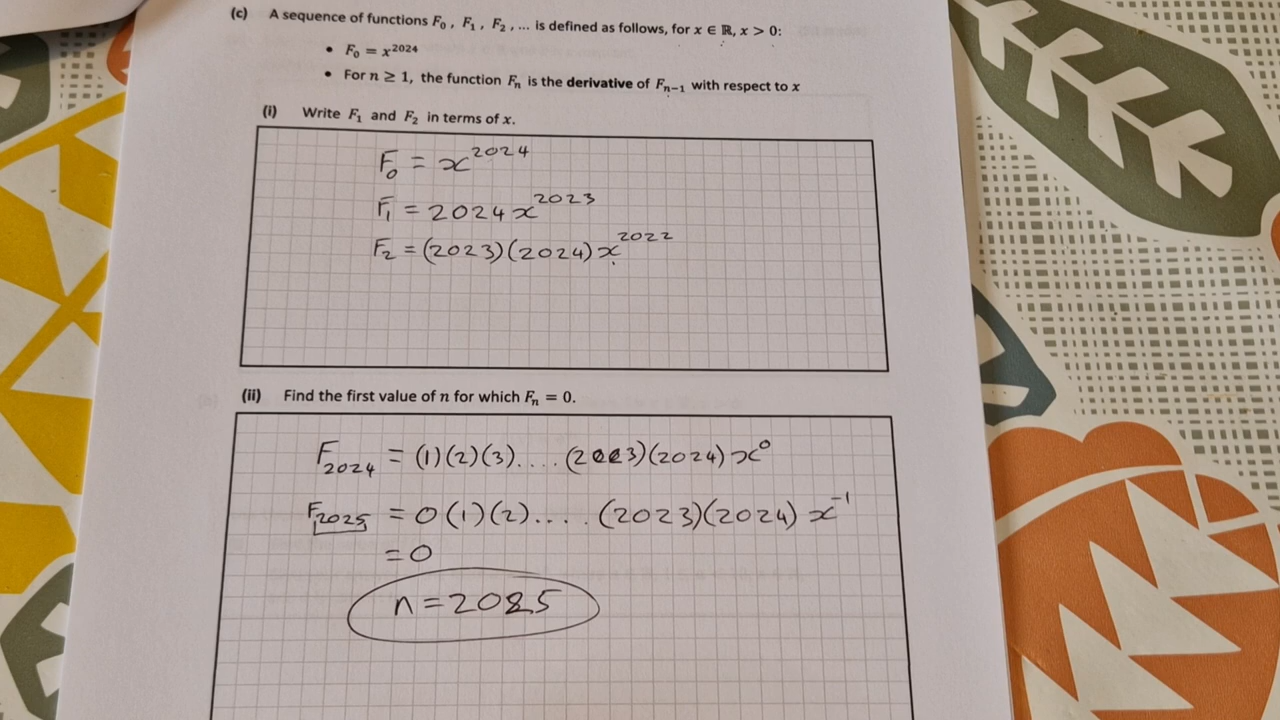 (c) A sequence of functions F₀, F₁, F₂, ... is defined as follows, for x ∈ ℝ, x > 0:
• F₀ = x²⁰²⁴
• For n ≥ 1, the function Fₙ is the derivative of Fₙ₋₁ with respect to x
(i) Write F₁ and F₂ in terms of x.
F₀ = x²⁰²⁴
F₁ = 2024x²⁰²³
F₂ = (2023)(2024)x²⁰²²
(ii) Find the first value of n for which Fₙ = 0.
F₂₀₂₄ = (1)(2)(3).... (2023)(2024)x⁰
F₂₀₂₅ = 0(1)(2).... (2023)(2024) x⁻¹
= 0
n = 2025